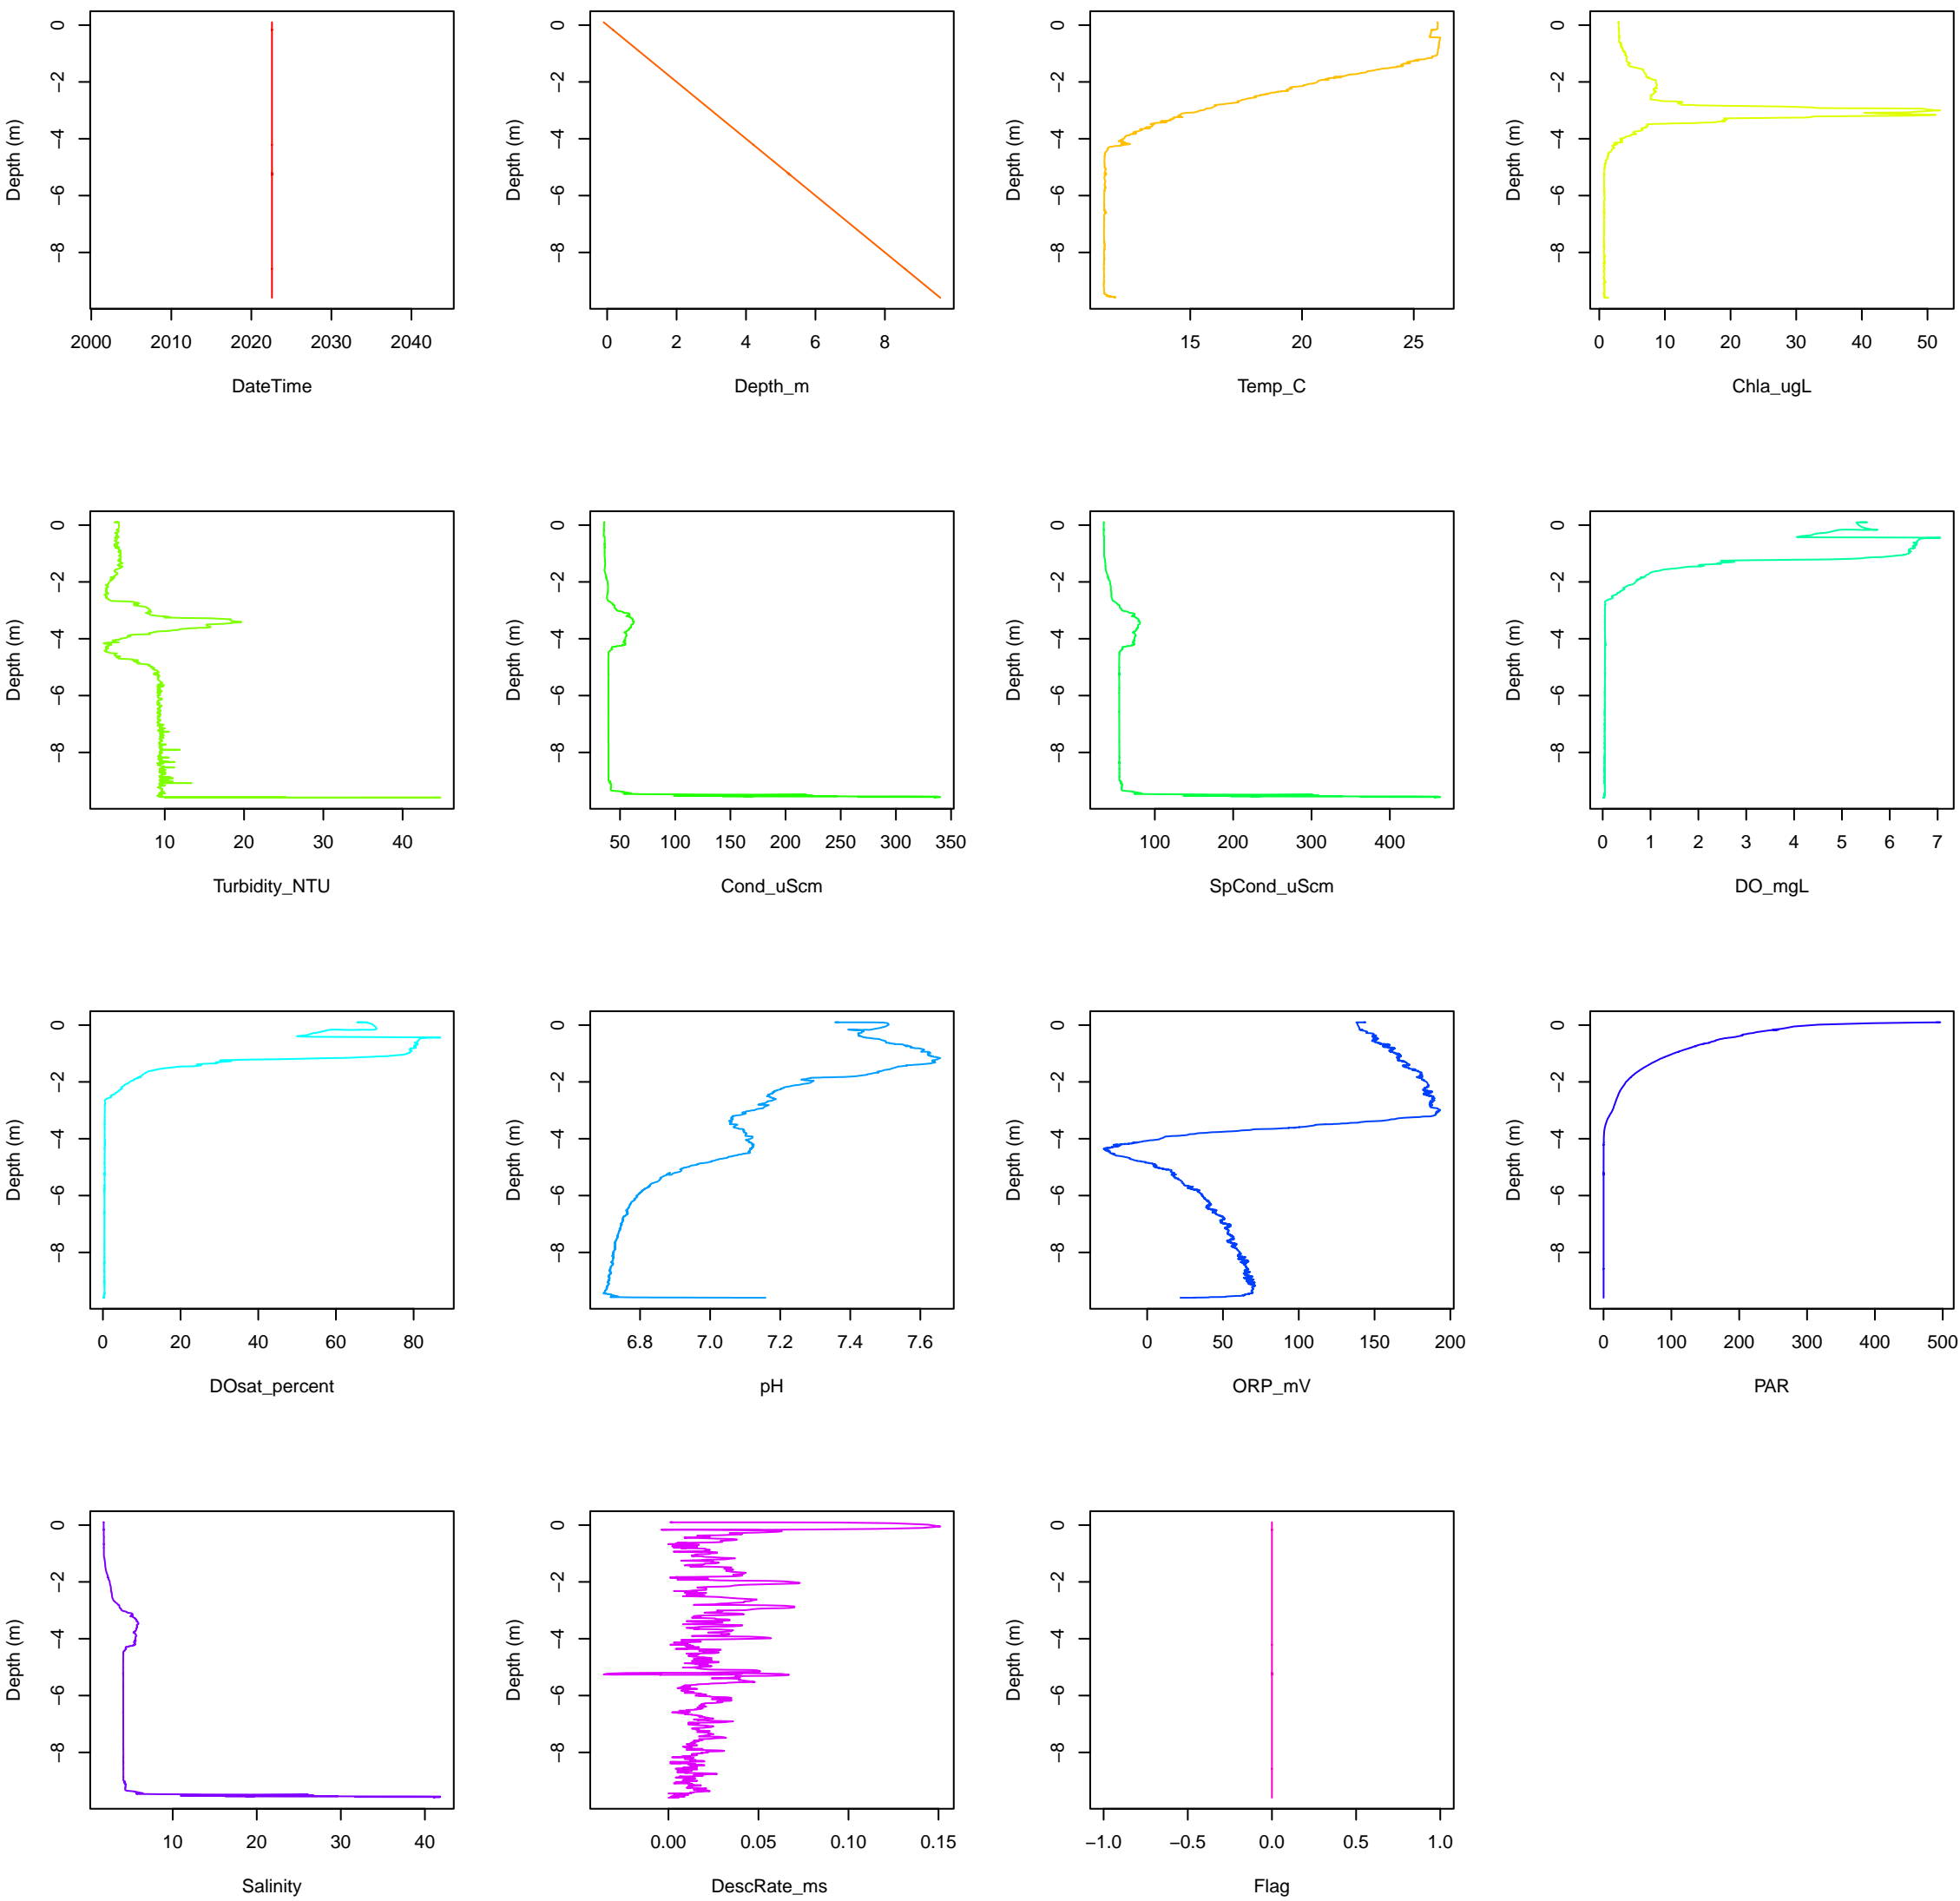 Depth (m)
0
−2
−4
−6
−8
2000 2010 2020 2030 2040
DateTime
Depth (m)
0
−2
−4
−6
−8
0 2 4 6 8
Depth_m
Depth (m)
0
−2
−4
−6
−8
15 20 25
Temp_C
Depth (m)
0
−2
−4
−6
−8
0 10 20 30 40 50
Chla_ugL
Depth (m)
0
−2
−4
−6
−8
10 20 30 40
Turbidity_NTU
Depth (m)
0
−2
−4
−6
−8
50 100 150 200 250 300 350
Cond_uScm
Depth (m)
0
−2
−4
−6
−8
100 200 300 400
SpCond_uScm
Depth (m)
0
−2
−4
−6
−8
0 1 2 3 4 5 6 7
DO_mgL
Depth (m)
0
−2
−4
−6
−8
0 20 40 60 80
DOsat_percent
Depth (m)
0
−2
−4
−6
−8
6.8 7.0 7.2 7.4 7.6
pH
Depth (m)
0
−2
−4
−6
−8
0 50 100 150 200
ORP_mV
Depth (m)
0
−2
−4
−6
−8
0 100 200 300 400 500
PAR
Depth (m)
0
−2
−4
−6
−8
10 20 30 40
Salinity
Depth (m)
0
−2
−4
−6
−8
0.00 0.05 0.10 0.15
DescRate_ms
Depth (m)
0
−2
−4
−6
−8
−1.0 −0.5 0.0 0.5 1.0
Flag